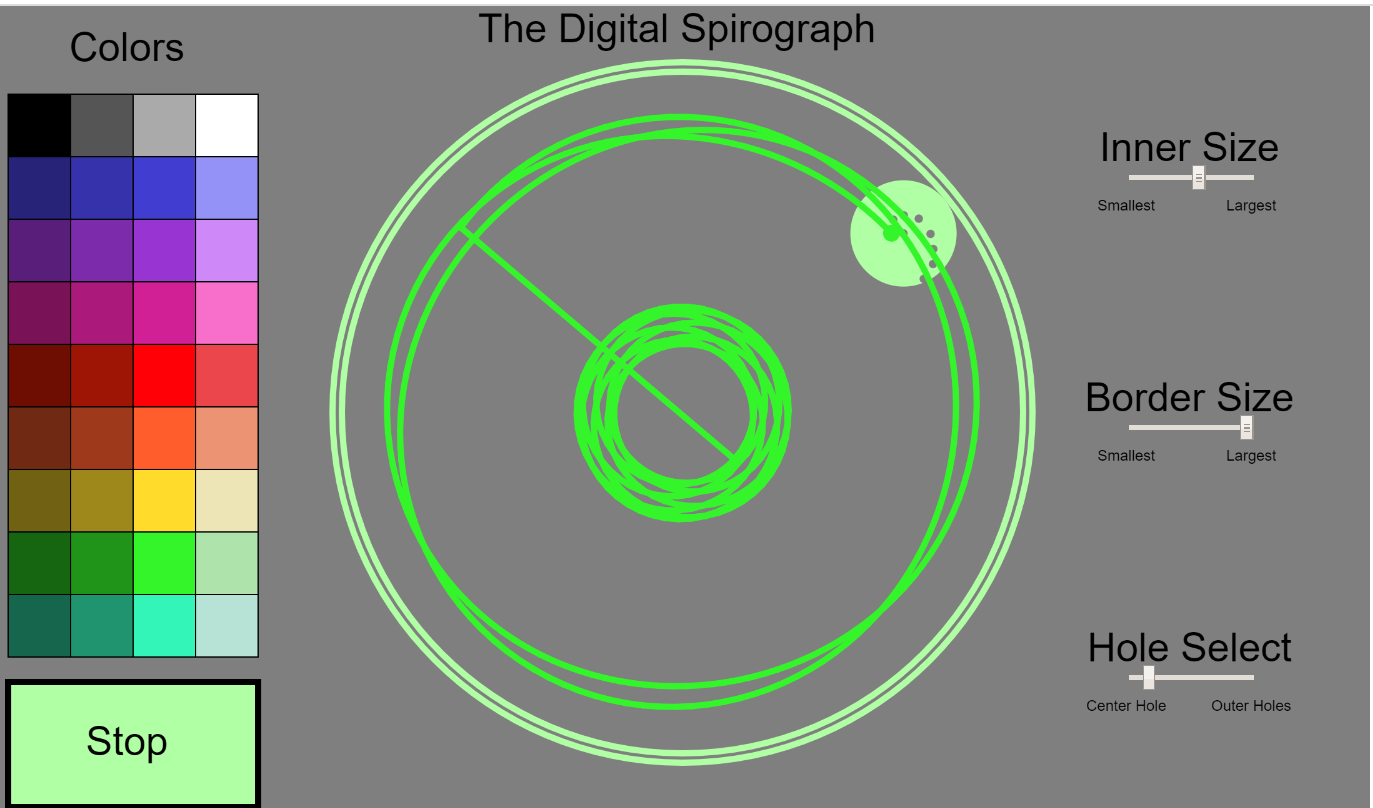 The Digital Spirograph
Colors
Inner Size
Smallest Largest
Border Size
Smallest Largest
Hole Select
Center Hole Outer Holes
Stop